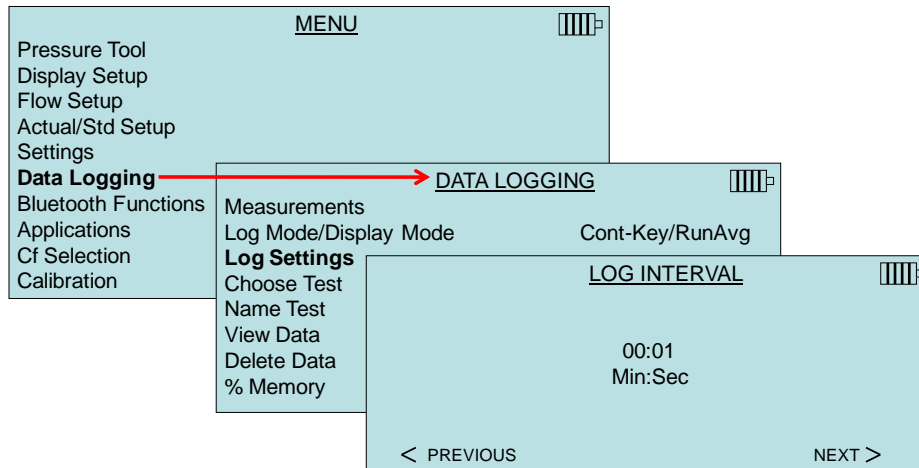 MENU
Pressure Tool
Display Setup
Flow Setup
Actual/Std Setup
Settings
Data Logging
Bluetooth Functions
Applications
Cf Selection
Calibration
DATA LOGGING
Measurements
Log Mode/Display Mode Cont-Key/RunAvg
Log Settings
Choose Test
Name Test
View Data
Delete Data
% Memory
LOG INTERVAL
00:01
Min:Sec
< PREVIOUS NEXT >